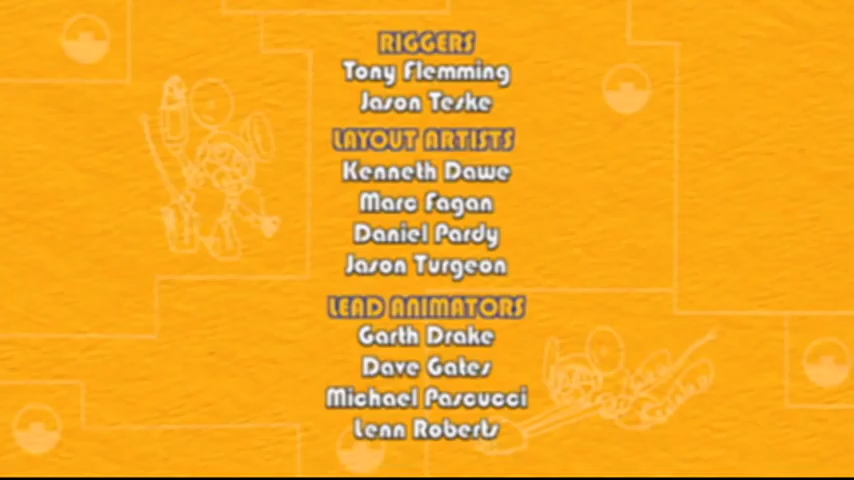 RIGGERS
Tony Flemming
Jason Teske
LAYOUT ARTISTS
Kenneth Dawe
Marc Fagan
Daniel Pardy
Jason Turgeon
LEAD ANIMATORS
Garth Drake
Dave Gates
Michael Pascucci
Lenn Roberts